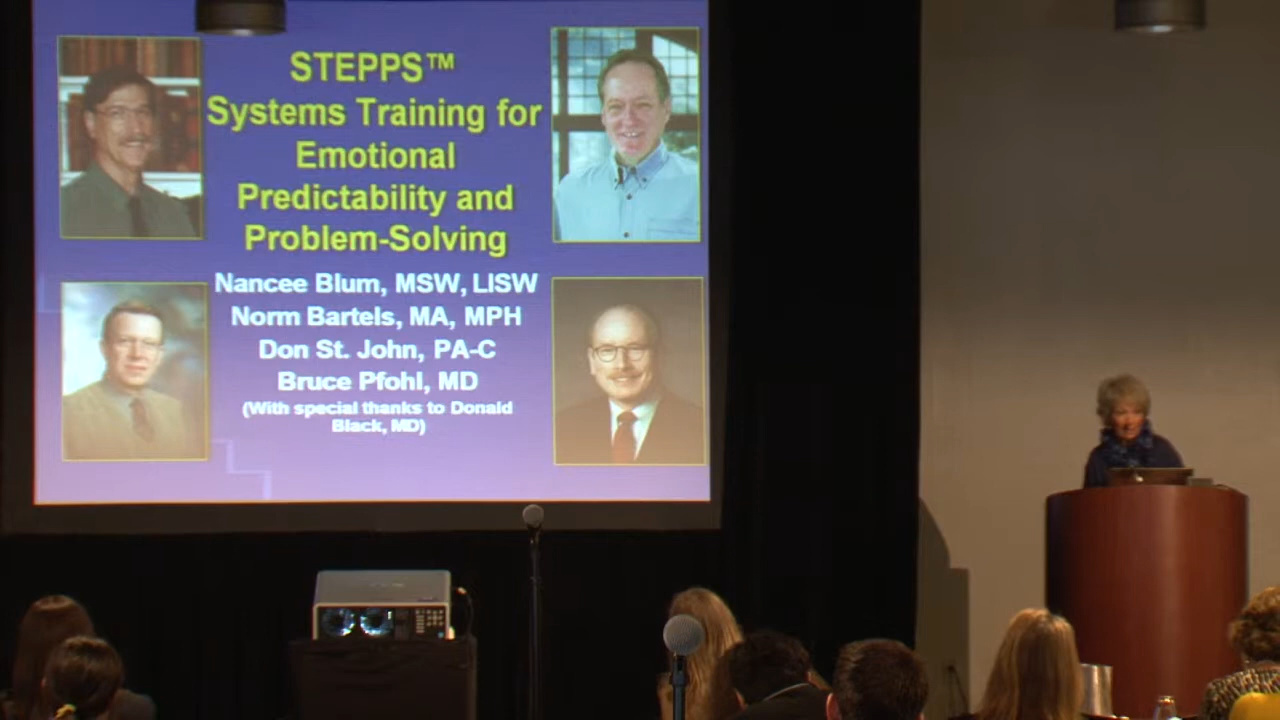 STEPPS™
Systems Training for
Emotional
Predictability and
Problem-Solving
Nancee Blum, MSW, LISW
Norm Bartels, MA, MPH
Don St. John, PA-C
Bruce Pfohl, MD
(With special thanks to Donald
Black, MD)